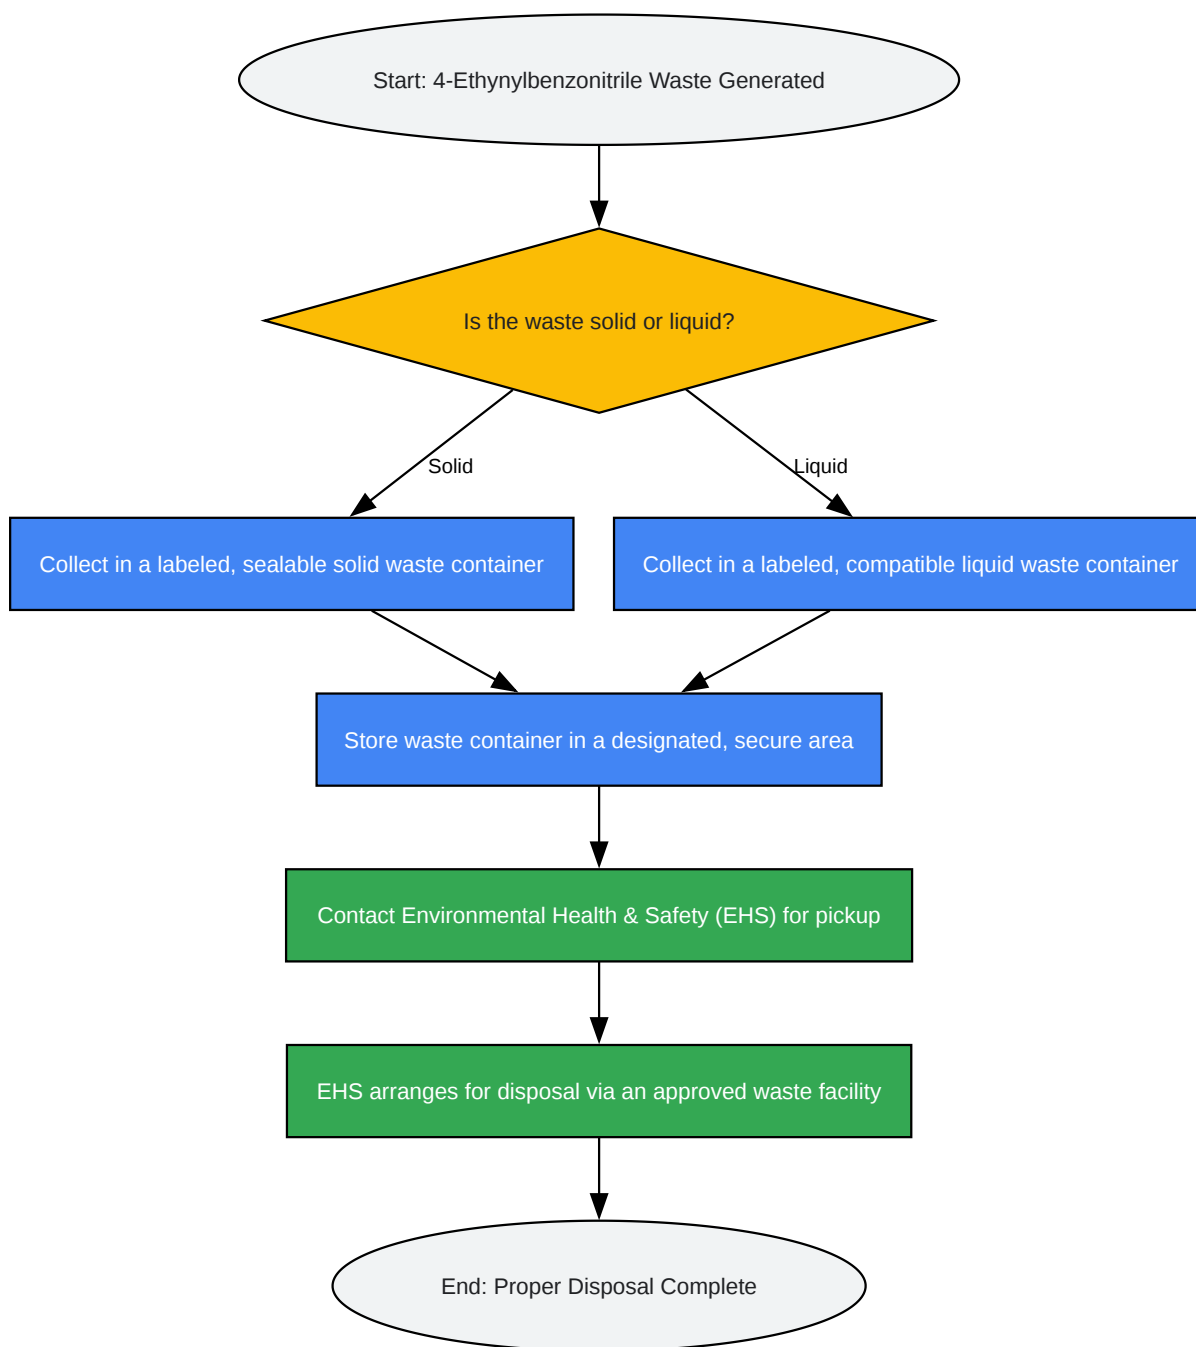 Start: 4-Ethynylbenzonitrile Waste Generated
Is the waste solid or liquid?
Solid
Liquid
Collect in a labeled, sealable solid waste container
Collect in a labeled, compatible liquid waste container
Store waste container in a designated, secure area
Contact Environmental Health & Safety (EHS) for pickup
EHS arranges for disposal via an approved waste facility
End: Proper Disposal Complete